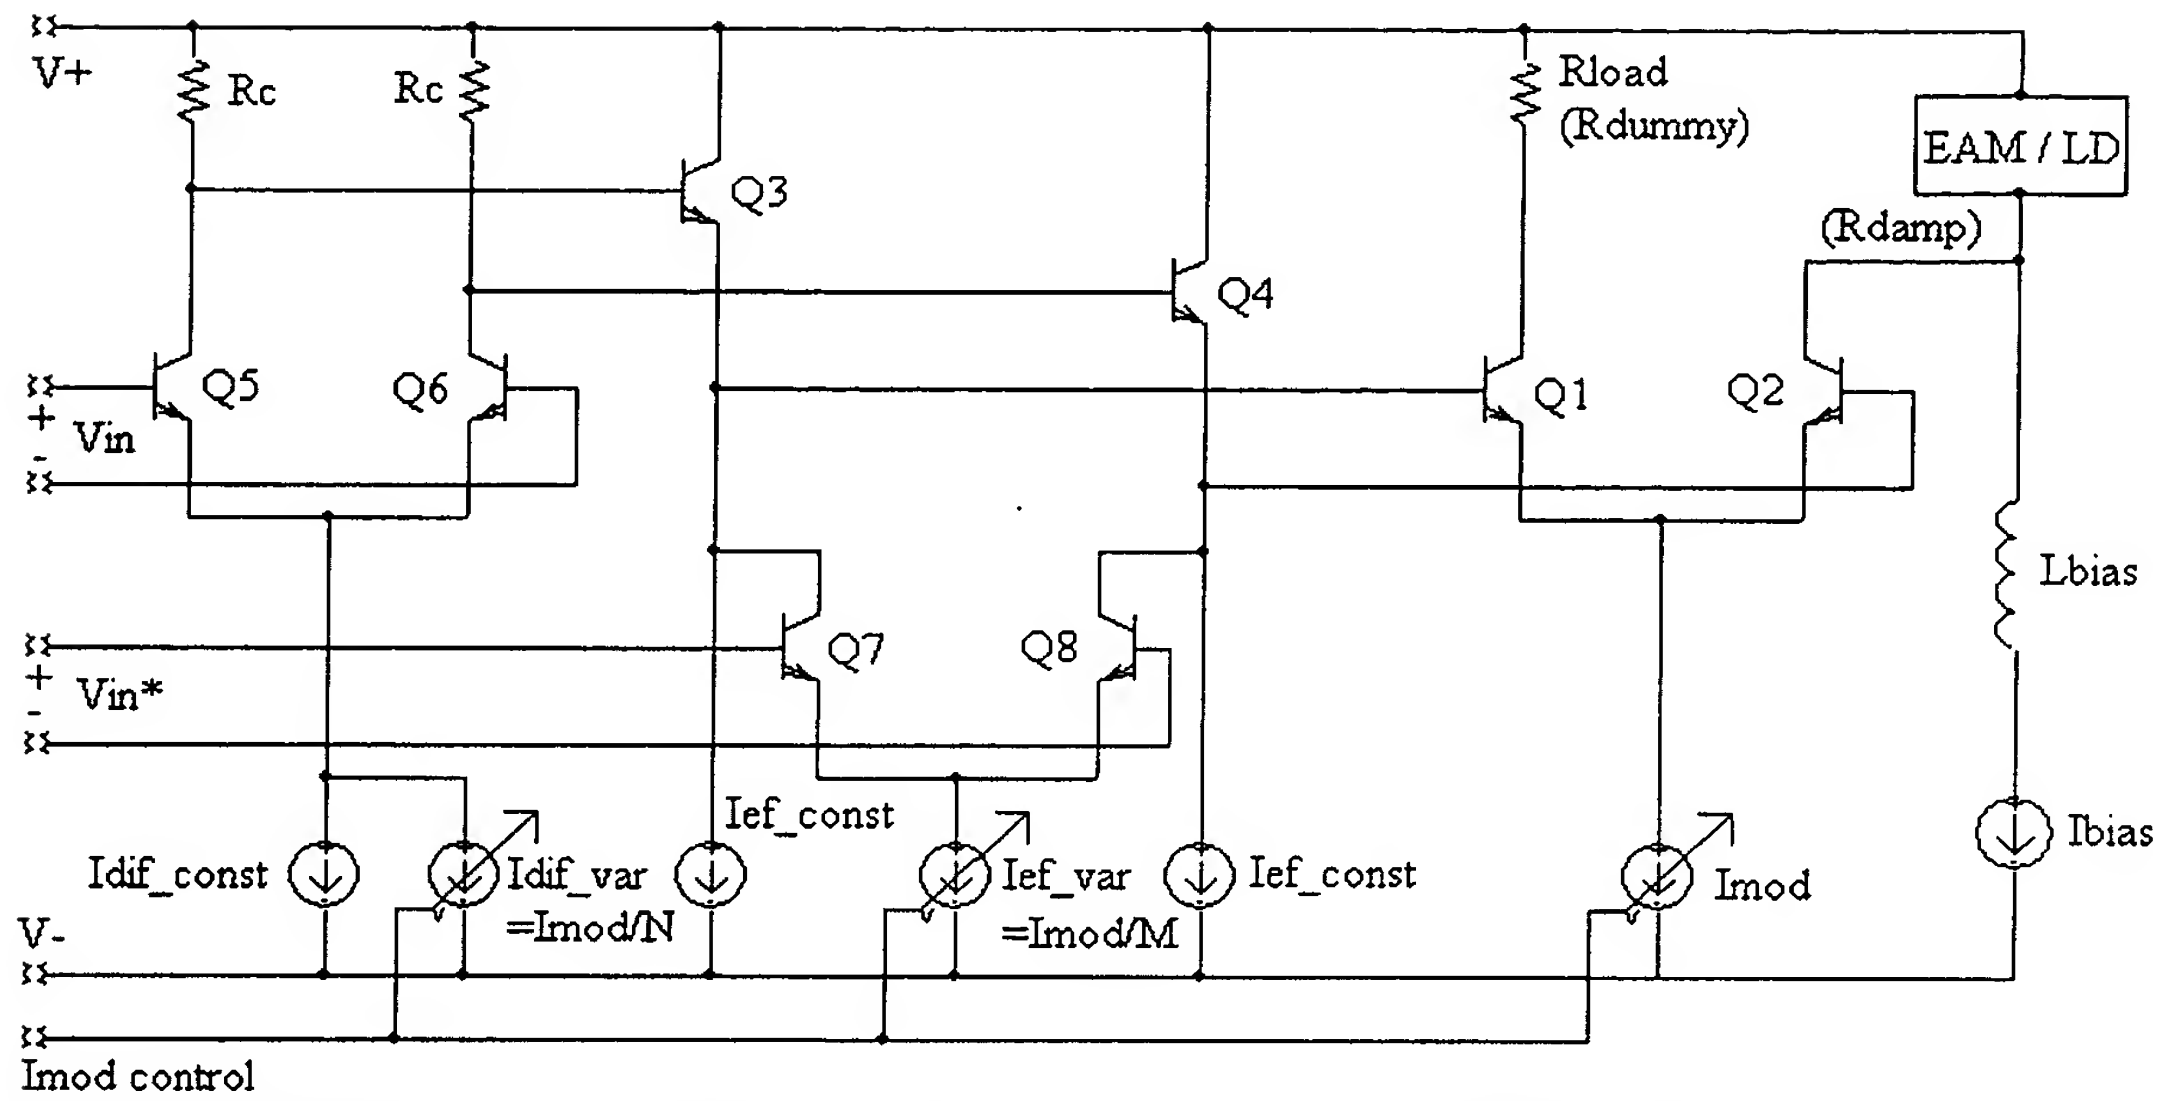 V+
Rc
Rc
Rload
(Rdummy)
EAM / LD
Q3
(Rdamp)
Q4
Q5
Q6
Q1
Q2
+
Vin
-
Lbias
Q7
Q8
+
Vin*
-
Ief_const
Ibias
Idif_const
Idif_var
=Imod/N
Ief_var
=Imod/M
Ief_const
Imod
V-
Imod control